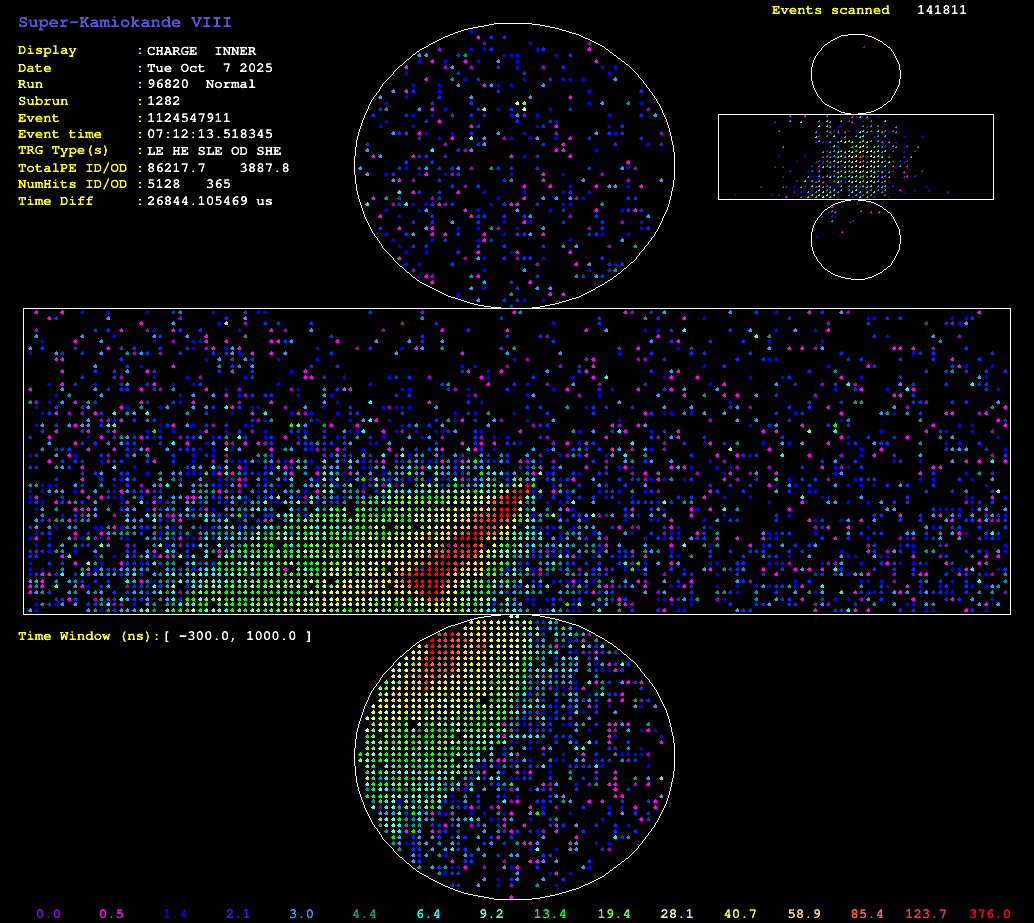 Super-Kamiokande VIII
Events scanned 141811
Display : CHARGE INNER
Date : Tue Oct 7 2025
Run : 96820 Normal
Subrun : 1282
Event : 1124547911
Event time : 07:12:13.518345
TRG Type(s) : LE HE SLE OD SHE
TotalPE ID/OD : 86217.7 3887.8
NumHits ID/OD : 5128 365
Time Diff : 26844.105469 us
Time Window (ns):[ -300.0, 1000.0 ]
0.0 0.5 1.4 2.1 3.0 4.4 6.4 9.2 13.4 19.4 28.1 40.7 58.9 85.4 123.7 376.0